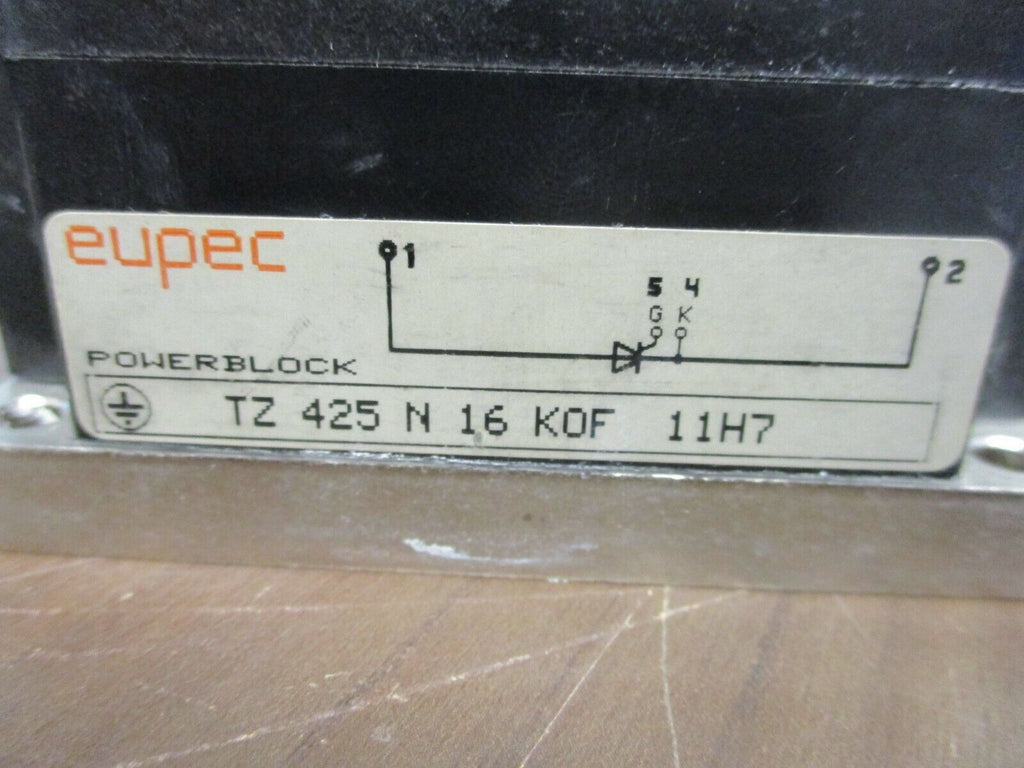 eupec
1
2
5 4
G K
POWERBLOCK
TZ 425 N 16 KOF 11H7